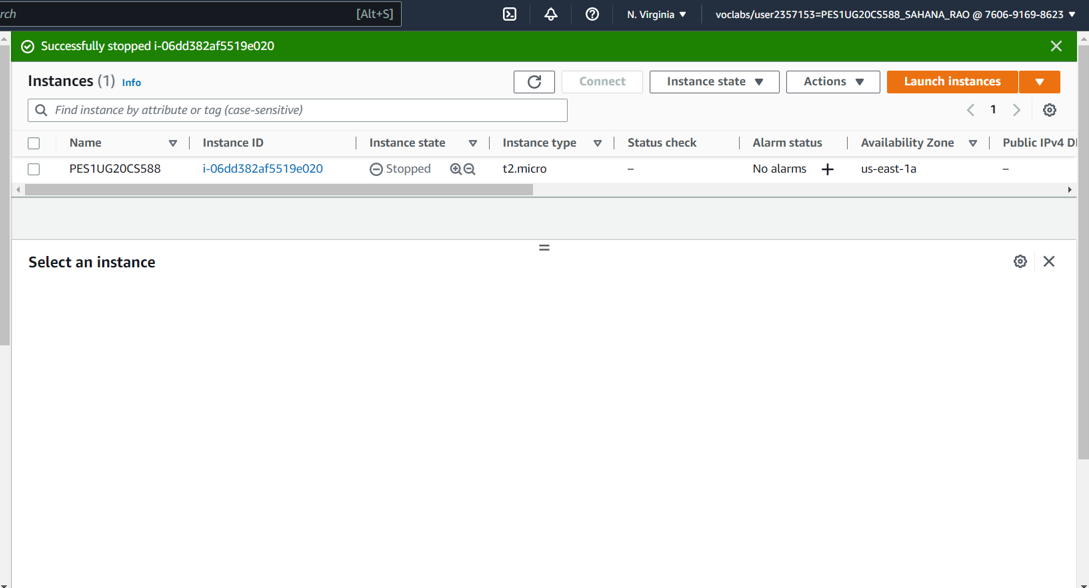 rch [Alt+S] N. Virginia voclabs/user2357153=PES1UG20CS588_SAHANA_RAO @ 7606-9169-8623
Successfully stopped i-06dd382af5519e020
Instances (1) Info Connect Instance state Actions Launch instances
Find instance by attribute or tag (case-sensitive) 1
Name Instance ID Instance state Instance type Status check Alarm status Availability Zone Public IPv4 D
PES1UG20CS588 i-06dd382af5519e020 Stopped t2.micro – No alarms + us-east-1a –
Select an instance